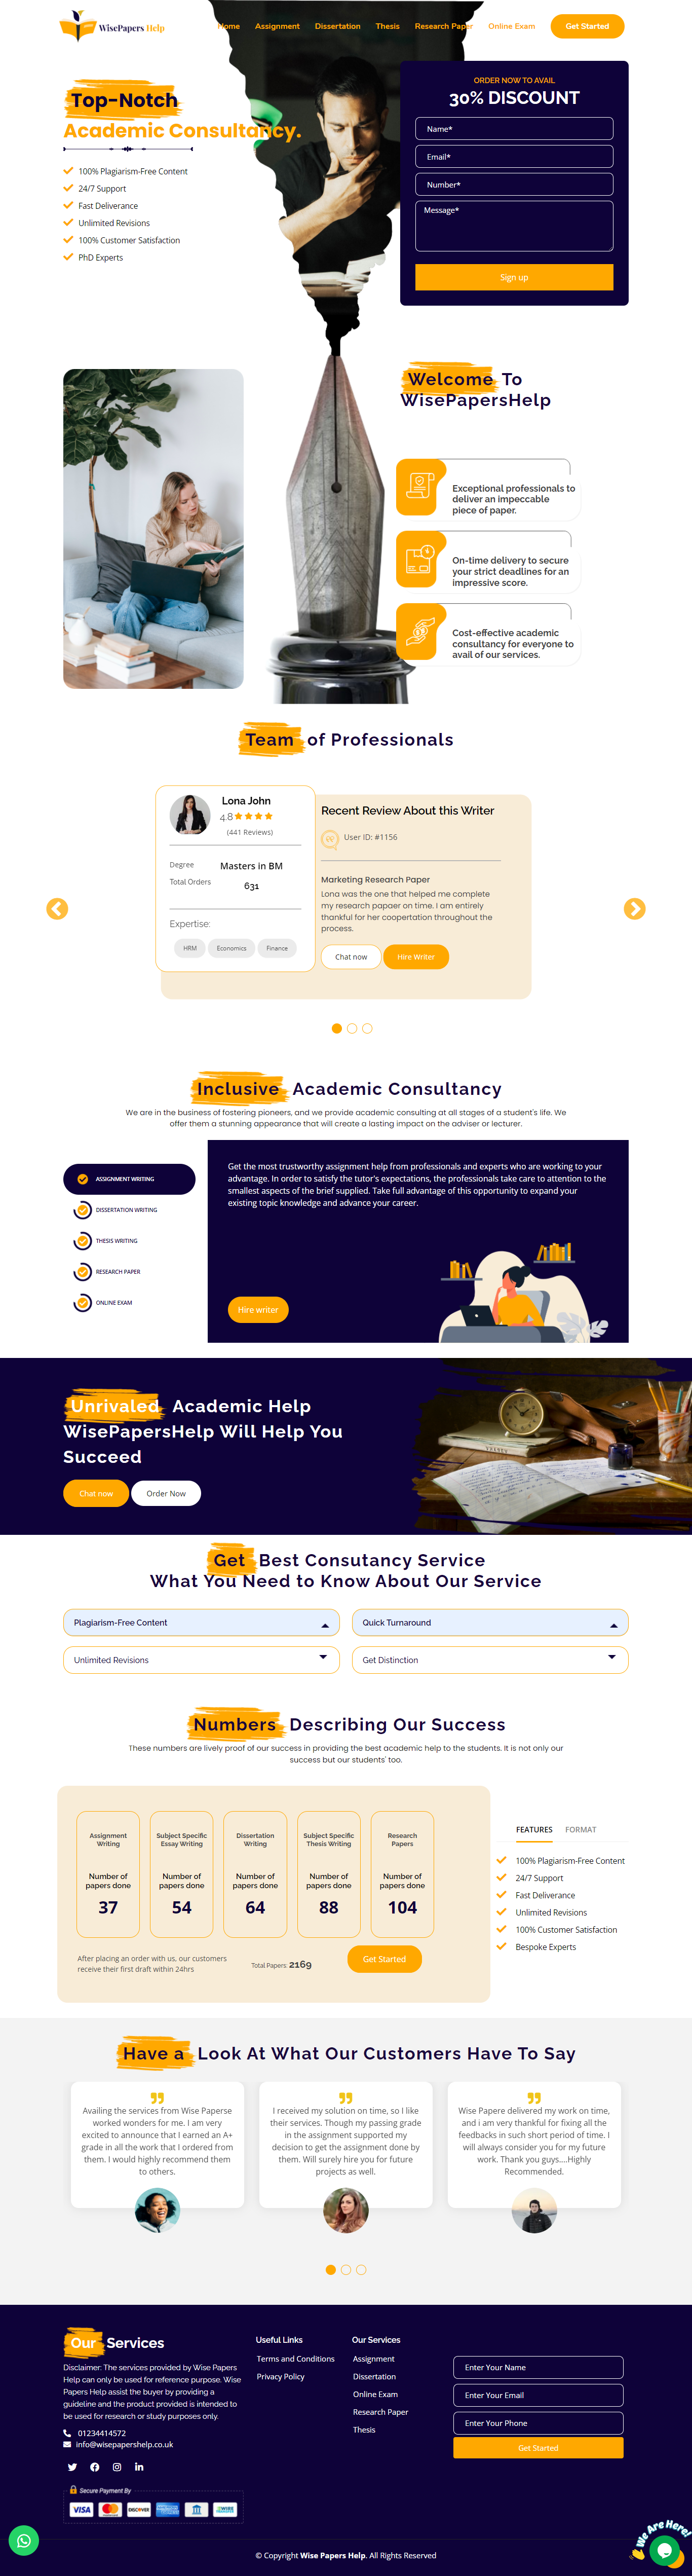 WisePapers Help
Home
Assignment
Dissertation
Thesis
Research Paper
Online Exam
Get Started
Top-Notch
Academic Consultancy.
100% Plagiarism-Free Content
24/7 Support
Fast Deliverance
Unlimited Revisions
100% Customer Satisfaction
PhD Experts
ORDER NOW TO AVAIL
30% DISCOUNT
Name*
Email*
Number*
Message*
Sign up
Welcome To
WisePapersHelp
Exceptional professionals to
deliver an impeccable
piece of paper.
On-time delivery to secure
your strict deadlines for an
impressive score.
Cost-effective academic
consultancy for everyone to
avail of our services.
Team of Professionals
Lona John
4.8
(441 Reviews)
Degree
Masters in BM
Total Orders
631
Expertise:
HRM
Economics
Finance
Recent Review About this Writer
User ID: #1156
Marketing Research Paper
Lona was the one that helped me complete
my research papaer on time. I am entirely
thankful for her coopertation throughout the
process.
Chat now
Hire Writer
Inclusive Academic Consultancy
We are in the business of fostering pioneers, and we provide academic consulting at all stages of a student's life. We
offer them a stunning appearance that will create a lasting impact on the adviser or lecturer.
ASSIGNMENT WRITING
DISSERTATION WRITING
THESIS WRITING
RESEARCH PAPER
ONLINE EXAM
Get the most trustworthy assignment help from professionals and experts who are working to your
advantage. In order to satisfy the tutor's expectations, the professionals take care to attention to the
smallest aspects of the brief supplied. Take full advantage of this opportunity to expand your
existing topic knowledge and advance your career.
Hire writer
Unrivaled Academic Help
WisePapersHelp Will Help You
Succeed
Chat now
Order Now
Get Best Consutancy Service
What You Need to Know About Our Service
Plagiarism-Free Content
Quick Turnaround
Unlimited Revisions
Get Distinction
Numbers Describing Our Success
These numbers are lively proof of our success in providing the best academic help to the students. It is not only our
success but our students' too.
Assignment
Writing
Number of
papers done
37
Subject Specific
Essay Writing
Number of
papers done
54
Dissertation
Writing
Number of
papers done
64
Subject Specific
Thesis Writing
Number of
papers done
88
Research
Papers
Number of
papers done
104
After placing an order with us, our customers
receive their first draft within 24hrs
Total Papers: 2169
Get Started
FEATURES
FORMAT
100% Plagiarism-Free Content
24/7 Support
Fast Deliverance
Unlimited Revisions
100% Customer Satisfaction
Bespoke Experts
Have a Look At What Our Customers Have To Say
Availing the services from Wise Paperse
worked wonders for me. I am very
excited to announce that I earned an A+
grade in all the work that I ordered from
them. I would highly recommend them
to others.
I received my solution on time, so I like
their services. Though my passing grade
in the assignment supported my
decision to get the assignment done by
them. Will surely hire you for future
projects as well.
Wise Papere delivered my work on time,
and i am very thankful for fixing all the
feedbacks in such short period of time. I
will always consider you for my future
work. Thank you guys....Highly
Recommended.
Our Services
Disclaimer: The services provided by Wise Papers
Help can only be used for reference purpose. Wise
Papers Help assist the buyer by providing a
guideline and the product provided is intended to
be used for research or study purposes only.
01234414572
info@wisepapershelp.co.uk
Secure Payment By
VISA
DISCOVER
Useful Links
Terms and Conditions
Privacy Policy
Our Services
Assignment
Dissertation
Online Exam
Research Paper
Thesis
Enter Your Name
Enter Your Email
Enter Your Phone
Get Started
We Are Here!
© Copyright Wise Papers Help. All Rights Reserved